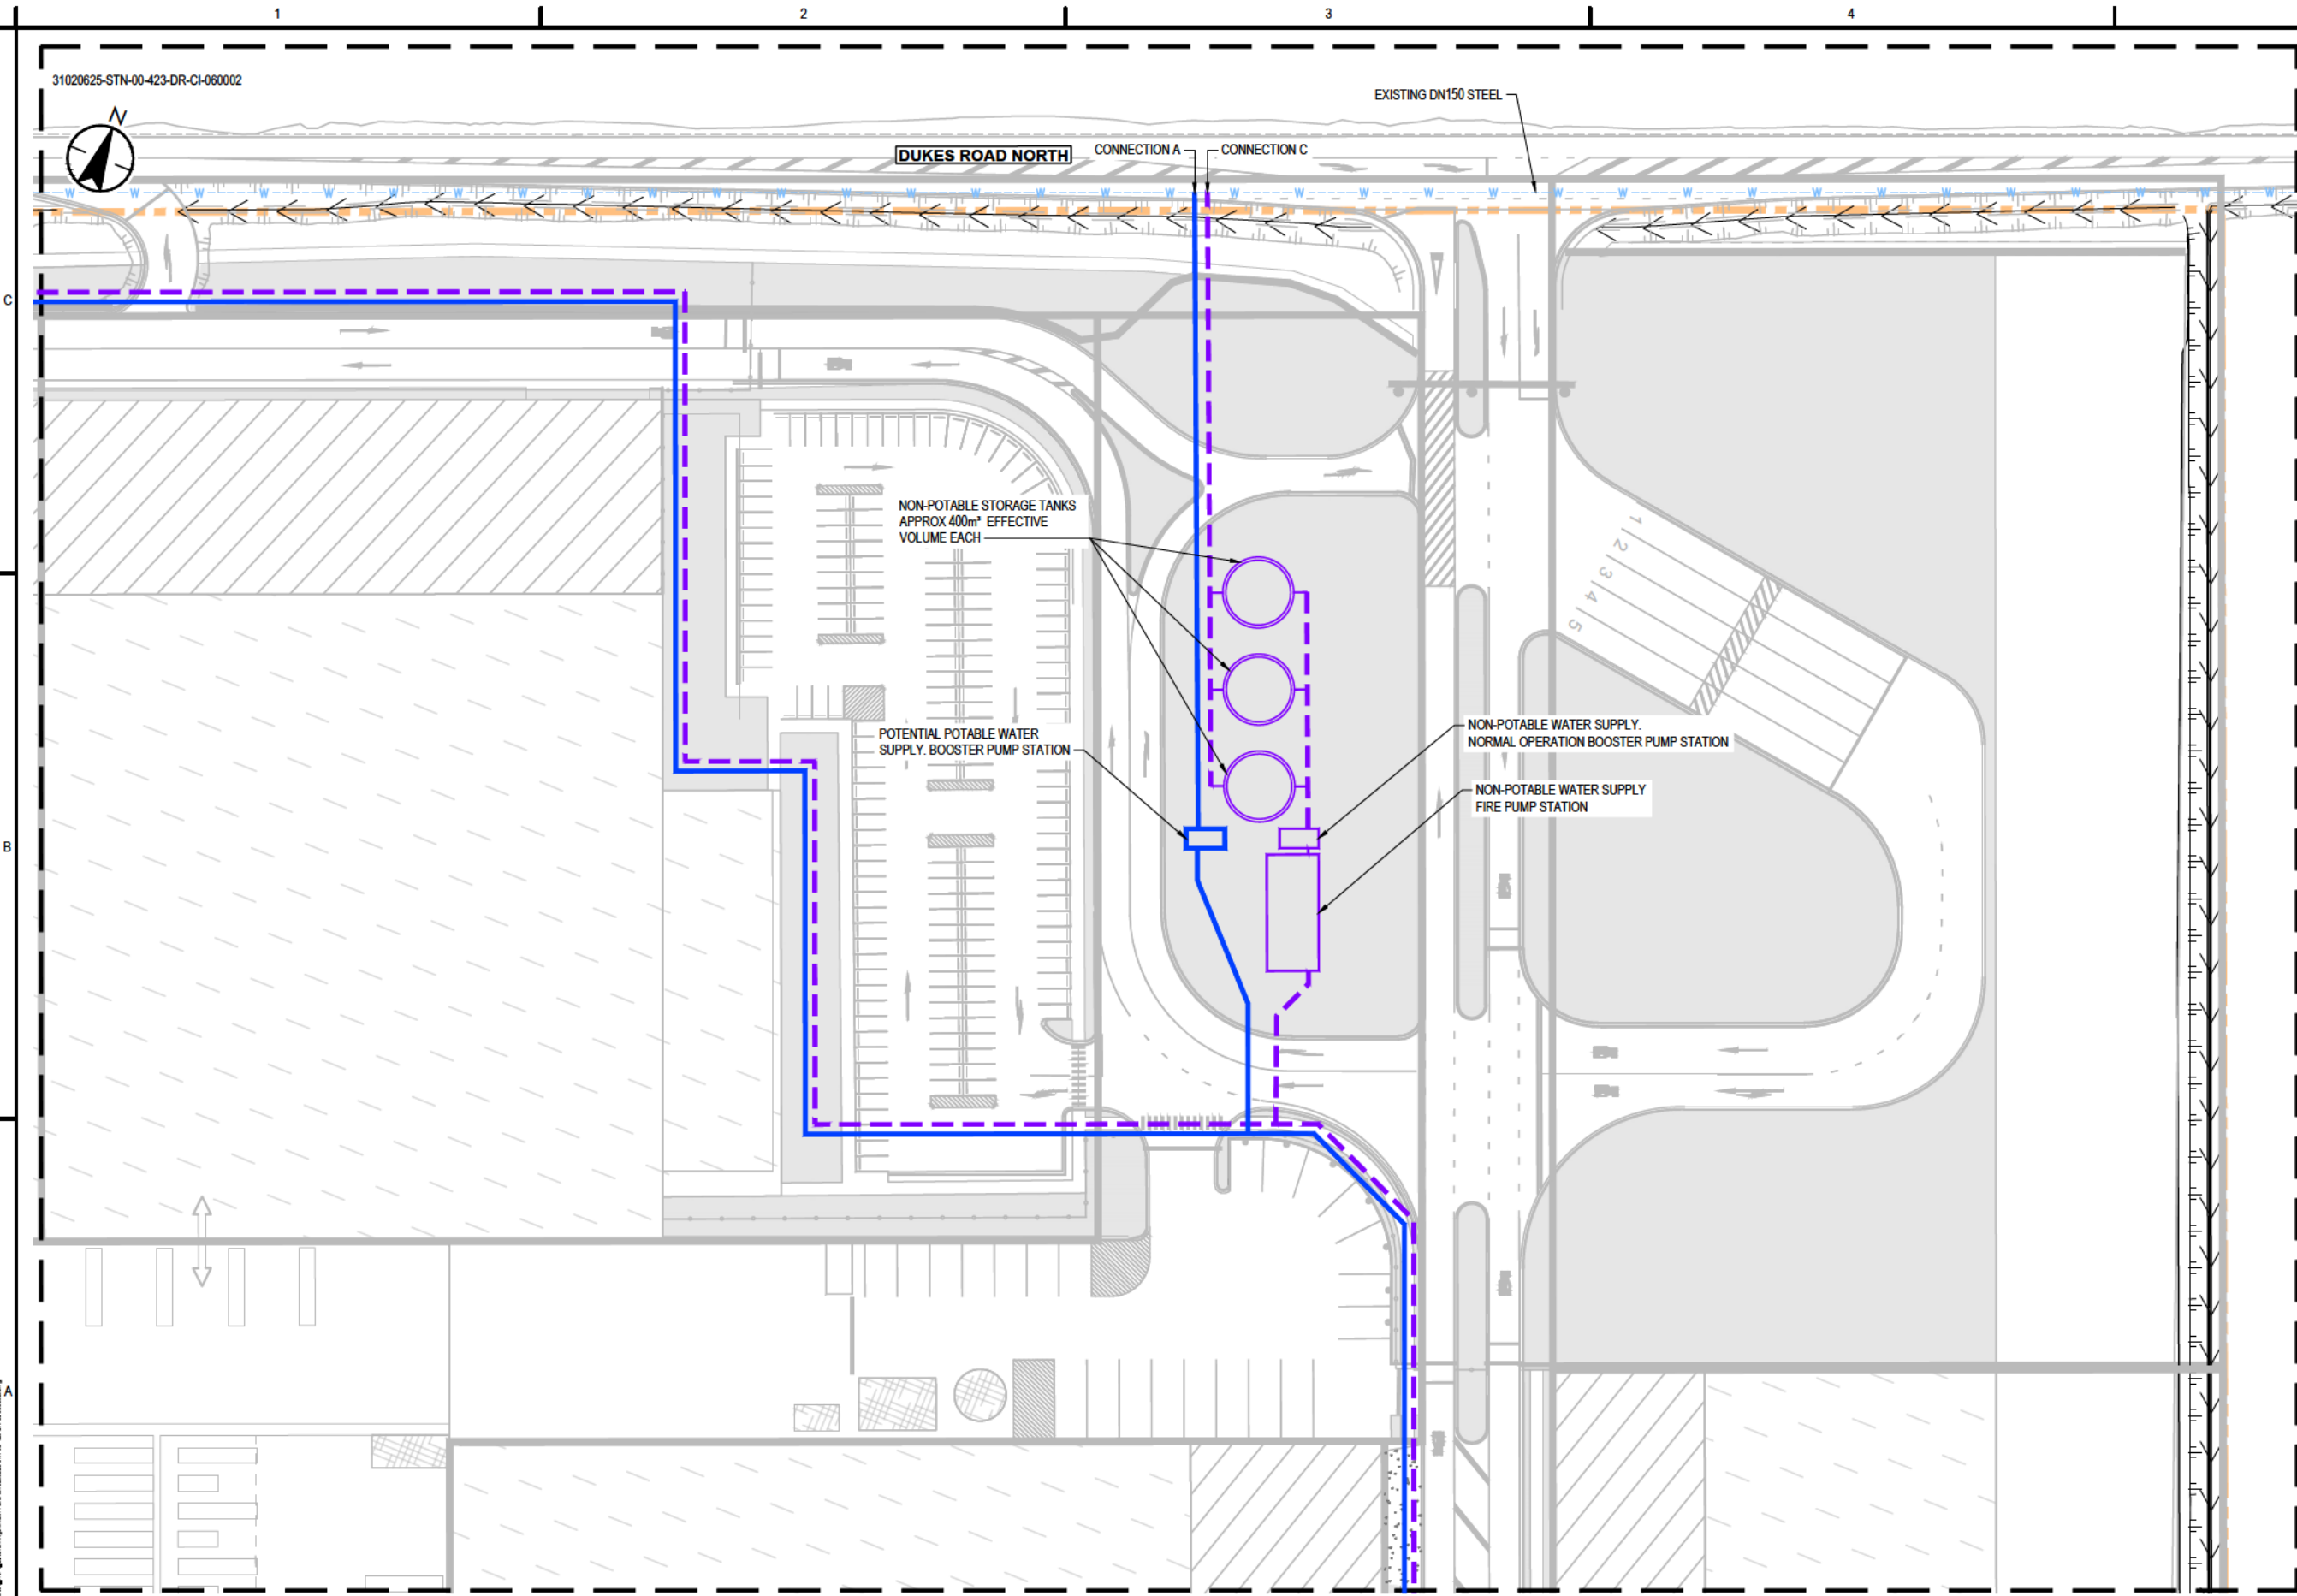 1
2
3
4
31020625-STN-00-423-DR-CI-060002
N
EXISTING DN150 STEEL
DUKES ROAD NORTH
CONNECTION A
CONNECTION C
W W W W W W W W W W W W W W W W W W W W W W W W W W W W W W W W W W W
C
NON-POTABLE STORAGE TANKS
APPROX 400m³ EFFECTIVE
VOLUME EACH
1
2
3
4
5
POTENTIAL POTABLE WATER
SUPPLY. BOOSTER PUMP STATION
NON-POTABLE WATER SUPPLY.
NORMAL OPERATION BOOSTER PUMP STATION
NON-POTABLE WATER SUPPLY
FIRE PUMP STATION
B
A